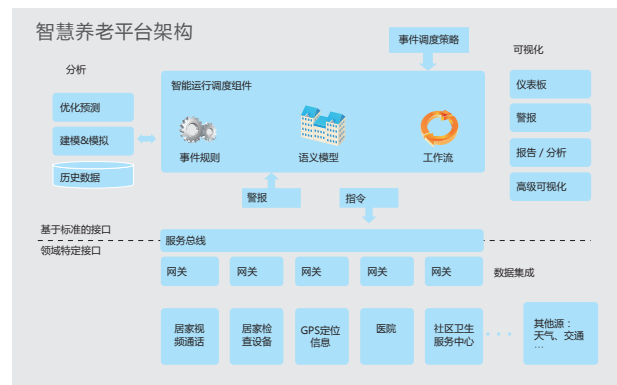 智慧养老平台架构
事件调度策略
分析
可视化
智能运行调度组件
优化预测
建模&模拟
历史数据
事件规则
语义模型
工作流
仪表板
警报
报告 / 分析
高级可视化
警报
指令
基于标准的接口
领域特定接口
服务总线
网关
网关
网关
网关
网关
数据集成
居家视
频通话
居家检
查设备
GPS定位
信息
医院
社区卫生
服务中心
其他源：
天气、交通
…